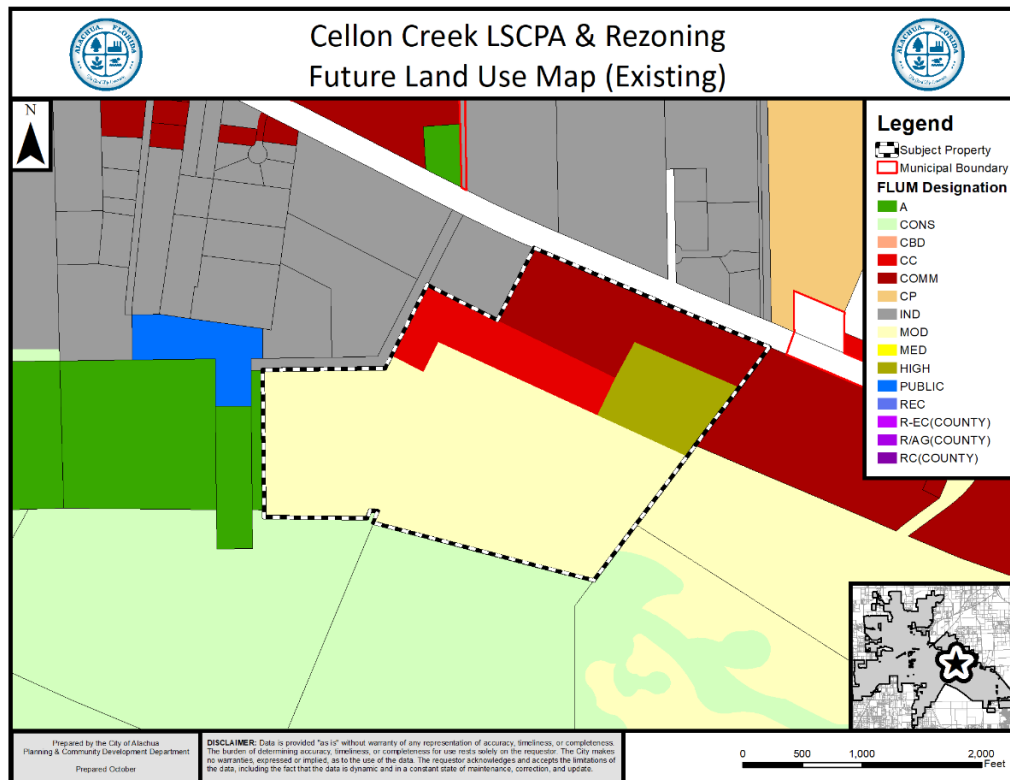 Cellon Creek LSCPA & Rezoning
Future Land Use Map (Existing)
ALACHUA, FLORIDA
ALACHUA, FLORIDA
N
Legend
Subject Property
Municipal Boundary
FLUM Designation
A
CONS
CBD
CC
COMM
CP
IND
MOD
MED
HIGH
PUBLIC
REC
R-EC(COUNTY)
R/AG(COUNTY)
RC(COUNTY)
Prepared by the City of Alachua
Planning & Community Development Department
Prepared October
DISCLAIMER: Data is provided "as is" without warranty of any representation of accuracy, timeliness, or completeness.
The burden of determining accuracy, timeliness, or completeness for use rests solely on the requestor. The City makes
no warranties, expressed or implied, as to the use of the data. The requestor acknowledges and accepts the limitations of
the data, including the fact that the data is dynamic and in a constant state of maintenance, correction, and update.
0 500 1,000 2,000
Feet